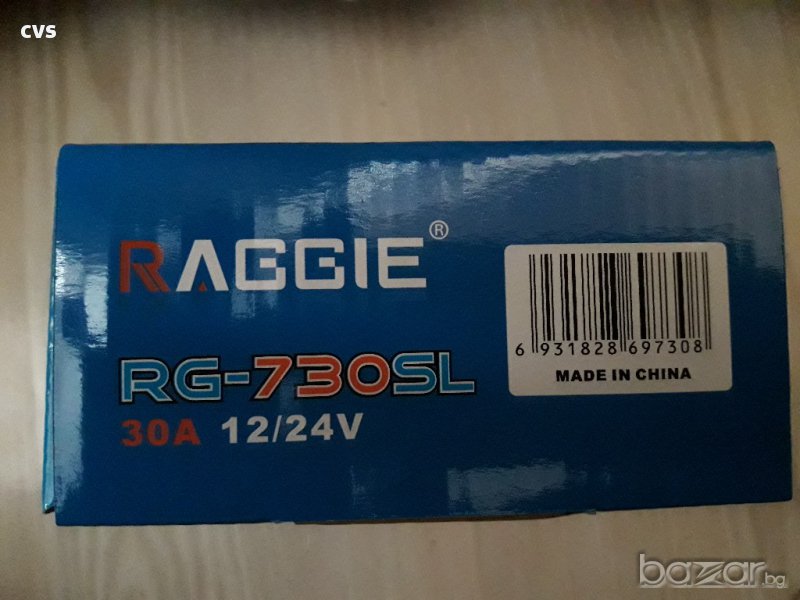 cvs
RAGGIE®
RG-730SL
30A 12/24V
6 931828 697308
MADE IN CHINA
bazar.bg